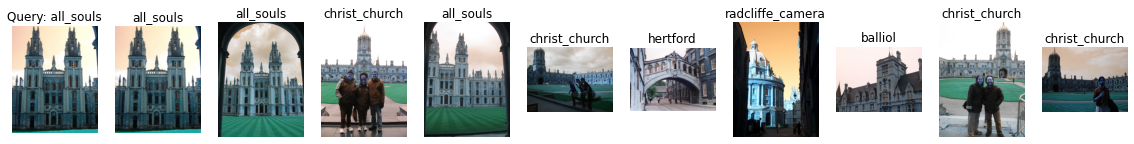 Query: all_souls
all_souls
all_souls
christ_church
all_souls
christ_church
hertford
radcliffe_camera
balliol
christ_church
christ_church